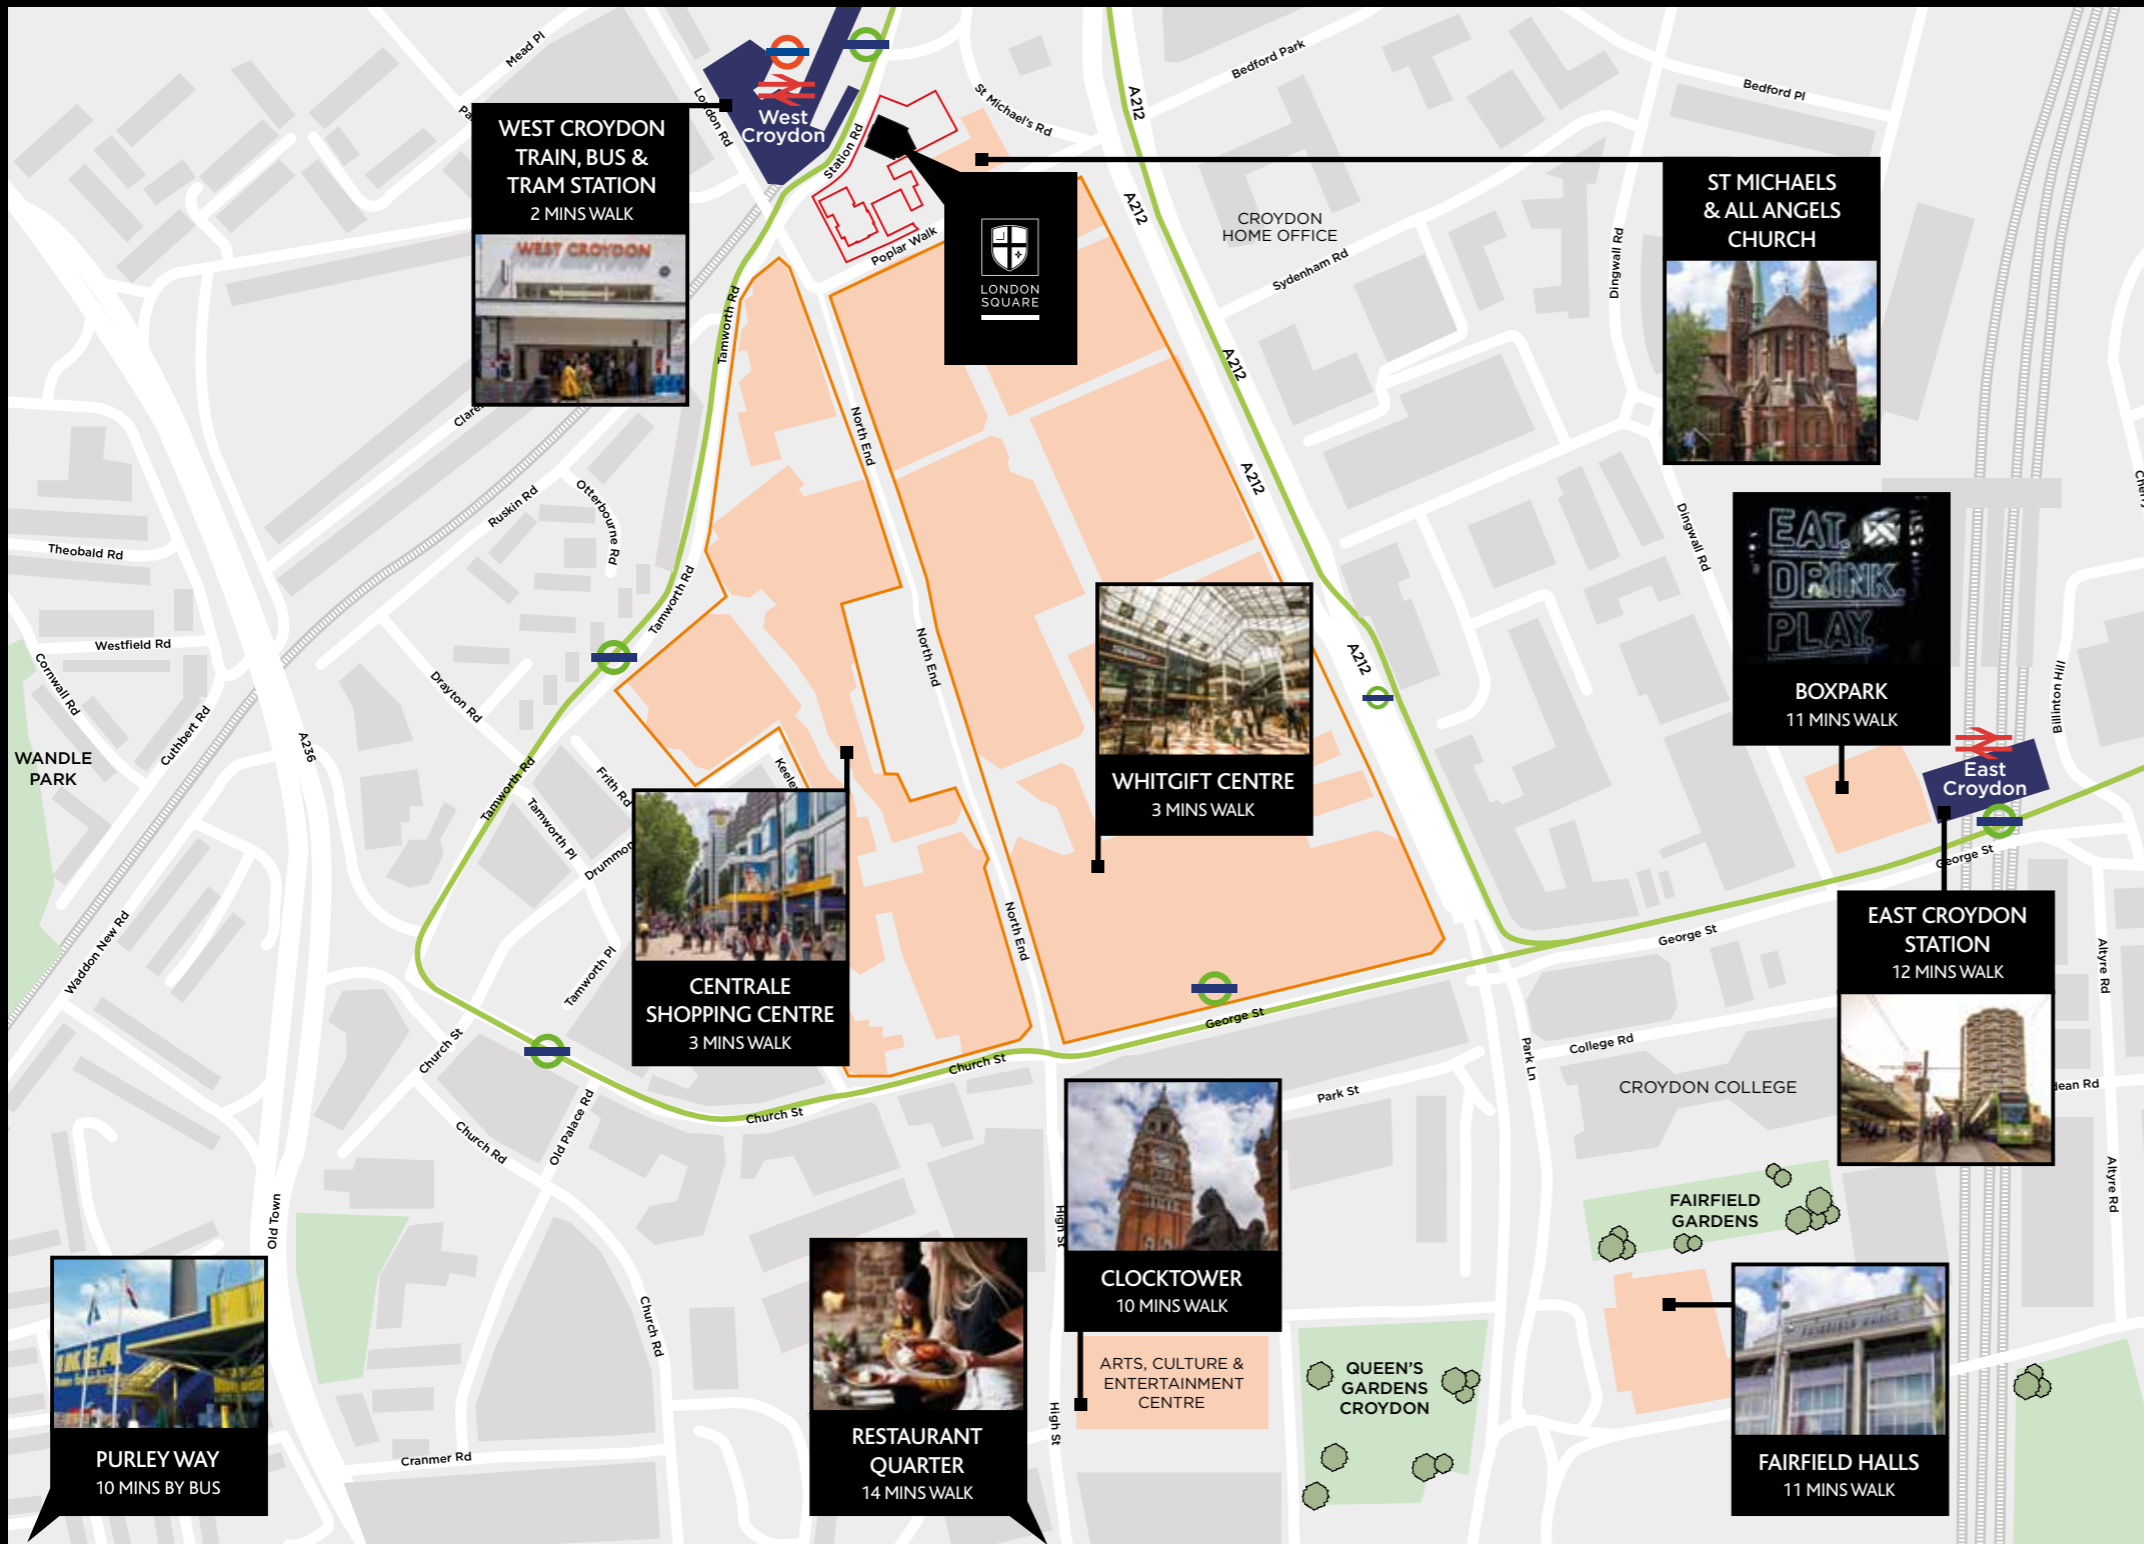 Mead Pl
London Rd
West
Croydon
Station Rd
St Michael's Rd
A212
Bedford Park
Bedford Pl
WEST CROYDON
TRAIN, BUS &
TRAM STATION
2 MINS WALK
WEST CROYDON
ST MICHAELS
& ALL ANGELS
CHURCH
A212
CROYDON
HOME OFFICE
Sydenham Rd
Dingwall Rd
Poplar Walk
LONDON
SQUARE
Tamworth Rd
North End
A212
A212
Ruskin Rd
Otterbourne Rd
Theobald Rd
Westfield Rd
Cornwall Rd
Cuthbert Rd
WANDLE
PARK
A236
Tamworth Rd
Drayton Rd
Tamworth Rd
Frith Rd
Tamworth Pl
North End
Dingwall Rd
A212
EAT.
DRINK.
PLAY.
BOXPARK
11 MINS WALK
Billinton Hill
East
Croydon
WHITGIFT CENTRE
3 MINS WALK
George St
EAST CROYDON
STATION
12 MINS WALK
CENTRALE
SHOPPING CENTRE
3 MINS WALK
Waddon New Rd
Tamworth Pl
North End
George St
George St
Altyre Rd
Church St
Church St
Church St
Church Rd
Old Palace Rd
Park St
Park Ln
College Rd
CROYDON COLLEGE
dean Rd
Altyre Rd
Old Town
High St
FAIRFIELD
GARDENS
CLOCKTOWER
10 MINS WALK
Church Rd
ARTS, CULTURE &
ENTERTAINMENT
CENTRE
QUEEN'S
GARDENS
CROYDON
FAIRFIELD HALLS
11 MINS WALK
High St
RESTAURANT
QUARTER
14 MINS WALK
Cranmer Rd
IKEA
PURLEY WAY
10 MINS BY BUS